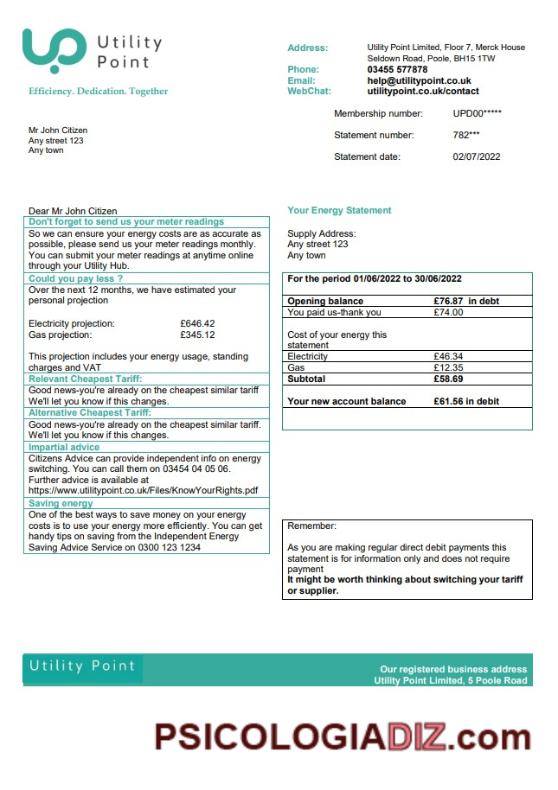 Utility
Point
Efficiency. Dedication. Together
Address: Utility Point Limited, Floor 7, Merck House
Seldown Road, Poole, BH15 1TW
Phone: 03455 577878
Email: help@utilitypoint.co.uk
WebChat: utilitypoint.co.uk/contact
Membership number: UPD00*****
Statement number: 782***
Statement date: 02/07/2022
Mr John Citizen
Any street 123
Any town
Dear Mr John Citizen
Don't forget to send us your meter readings
So we can ensure your energy costs are as accurate as
possible, please send us your meter readings monthly.
You can submit your meter readings at anytime online
through your Utility Hub.
Could you pay less ?
Over the next 12 months, we have estimated your
personal projection
Electricity projection: £646.42
Gas projection: £345.12
This projection includes your energy usage, standing
charges and VAT
Relevant Cheapest Tariff:
Good news-you're already on the cheapest similar tariff
We'll let you know if this changes.
Alternative Cheapest Tariff:
Good news-you're already on the cheapest similar tariff.
We'll let you know if this changes.
Impartial advice
Citizens Advice can provide independent info on energy
switching. You can call them on 03454 04 05 06.
Further advice is available at
https://www.utilitypoint.co.uk/Files/KnowYourRights.pdf
Saving energy
One of the best ways to save money on your energy
costs is to use your energy more efficiently. You can get
handy tips on saving from the Independent Energy
Saving Advice Service on 0300 123 1234
Your Energy Statement
Supply Address:
Any street 123
Any town
For the period 01/06/2022 to 30/06/2022
Opening balance £76.87 in debt
You paid us-thank you £74.00
Cost of your energy this
statement
Electricity £46.34
Gas £12.35
Subtotal £58.69
Your new account balance £61.56 in debit
Remember:
As you are making regular direct debit payments this
statement is for information only and does not require
payment
It might be worth thinking about switching your tariff
or supplier.
Utility Point
Our registered business address
Utility Point Limited, 5 Poole Road
PSICOLOGIADIZ.com